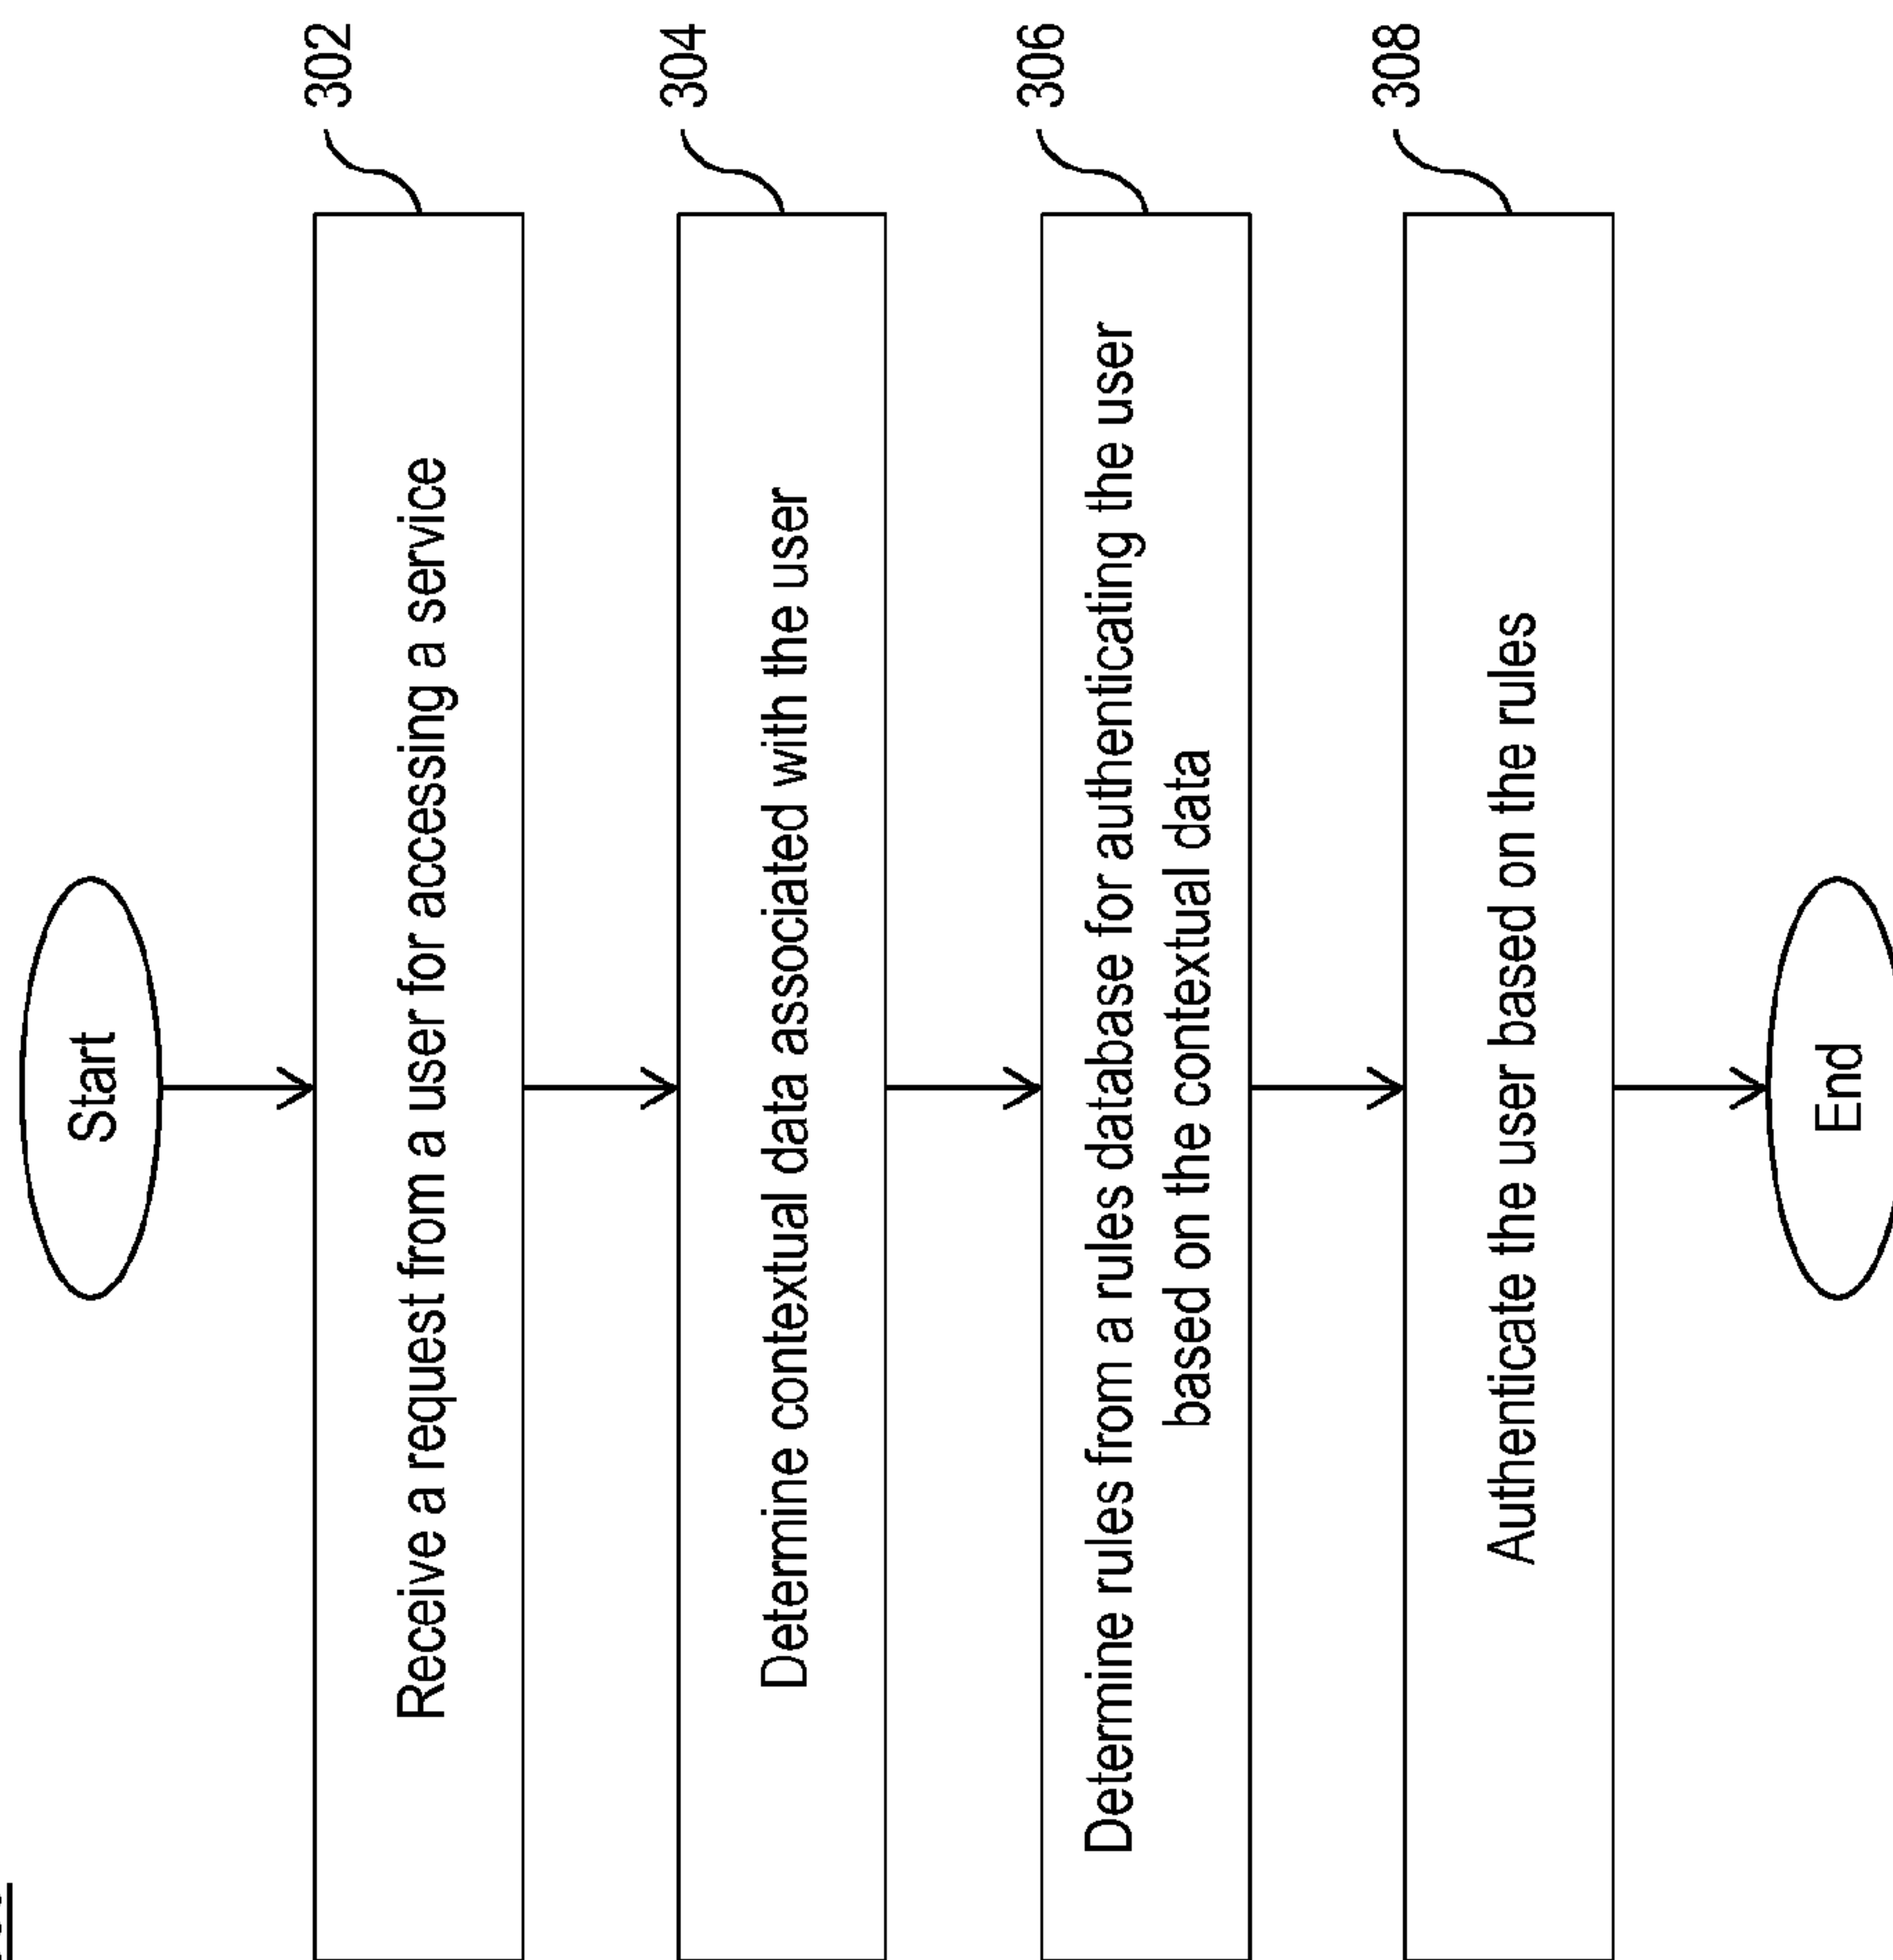 Start
Receive a request from a user for accessing a service
302
Determine contextual data associated with the user
304
Determine rules from a rules database for authenticating the user
based on the contextual data
306
Authenticate the user based on the rules
308
End